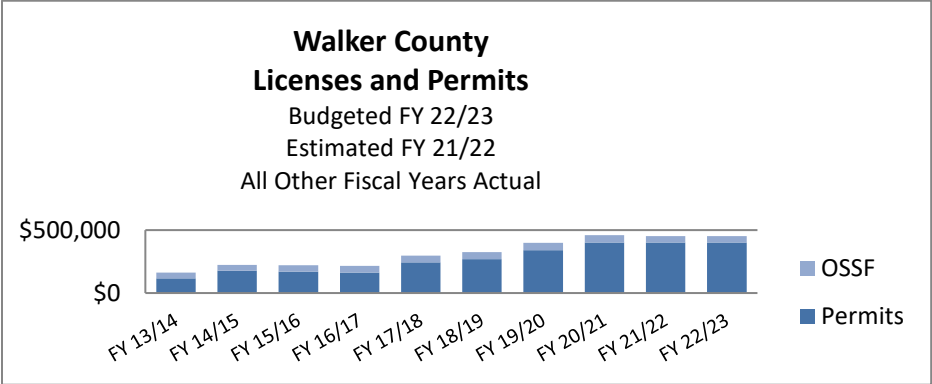 Walker County
Licenses and Permits
Budgeted FY 22/23
Estimated FY 21/22
All Other Fiscal Years Actual
$500,000
$0
FY 13/14
FY 14/15
FY 15/16
FY 16/17
FY 17/18
FY 18/19
FY 19/20
FY 20/21
FY 21/22
FY 22/23
OSSF
Permits